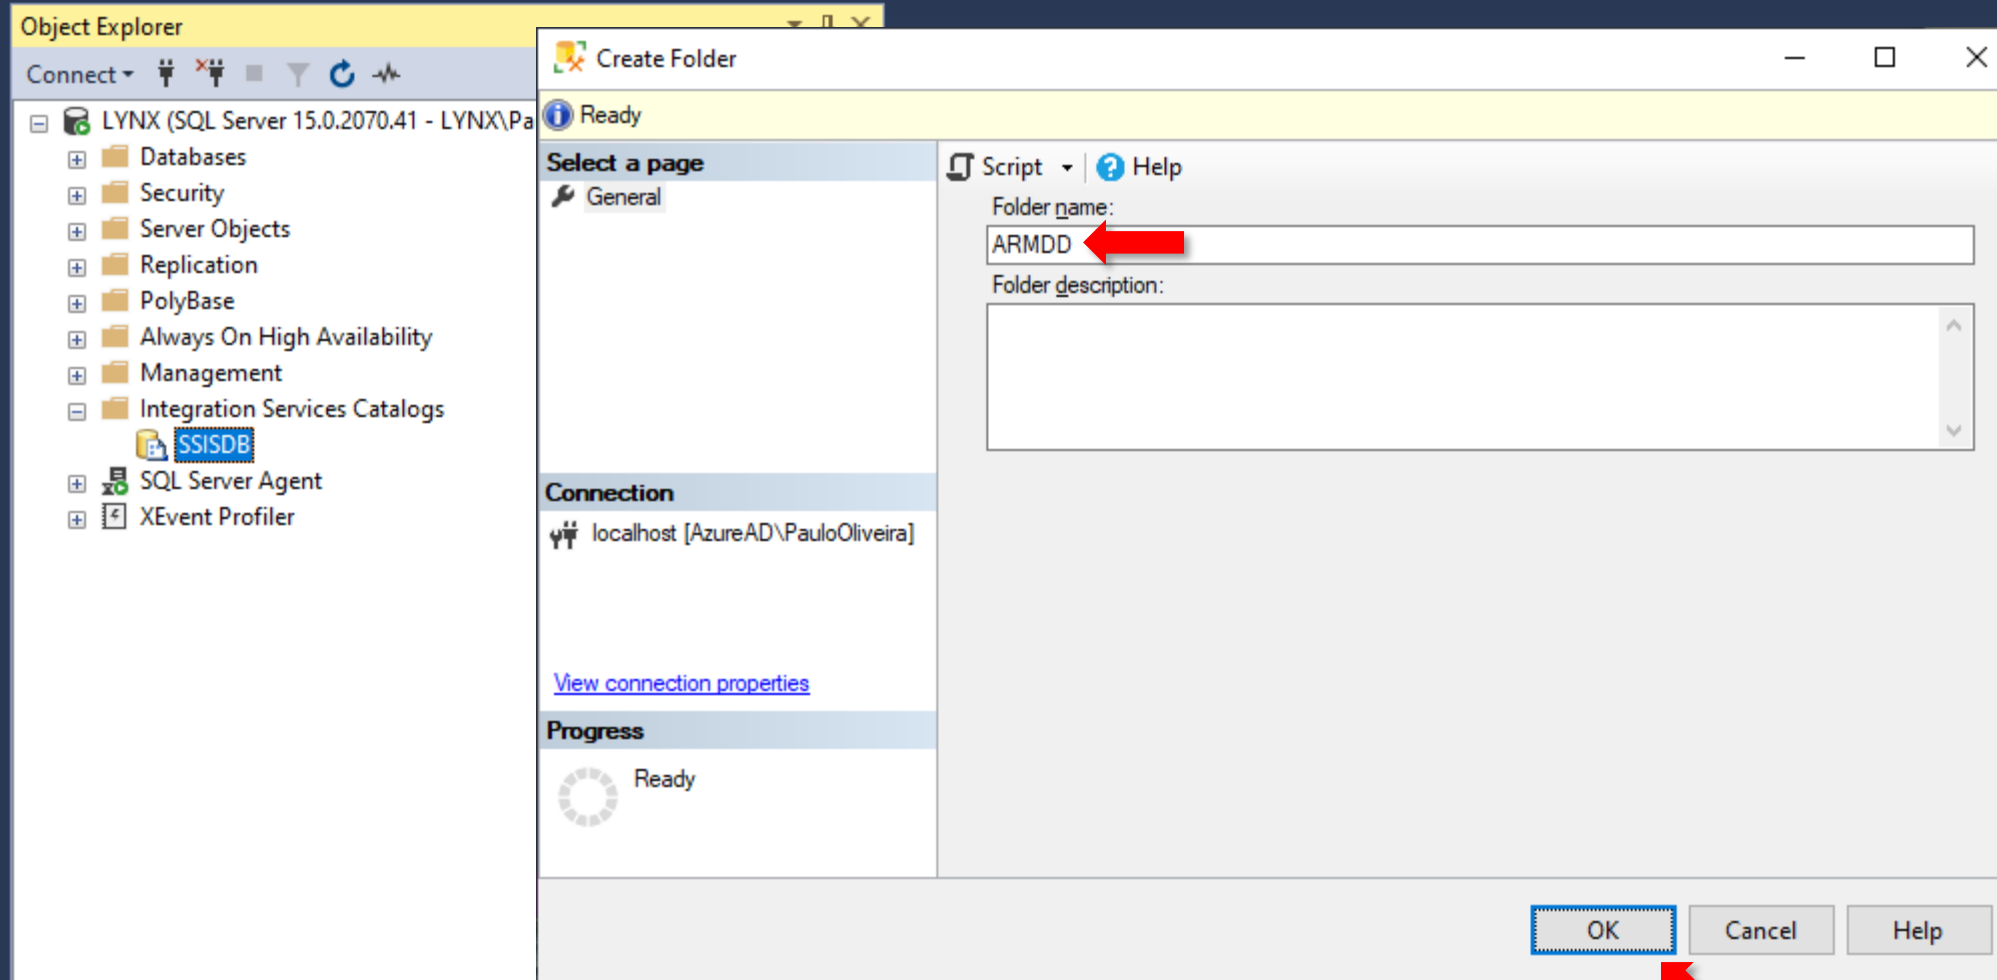 Object Explorer
Connect
LYNX (SQL Server 15.0.2070.41 - LYNX\Pa
Databases
Security
Server Objects
Replication
PolyBase
Always On High Availability
Management
Integration Services Catalogs
SSISDB
SQL Server Agent
XEvent Profiler
Create Folder
Ready
Select a page
General
Connection
localhost [AzureAD\PauloOliveira]
View connection properties
Progress
Ready
Script
Help
Folder name:
ARMDD
Folder description:
OK
Cancel
Help